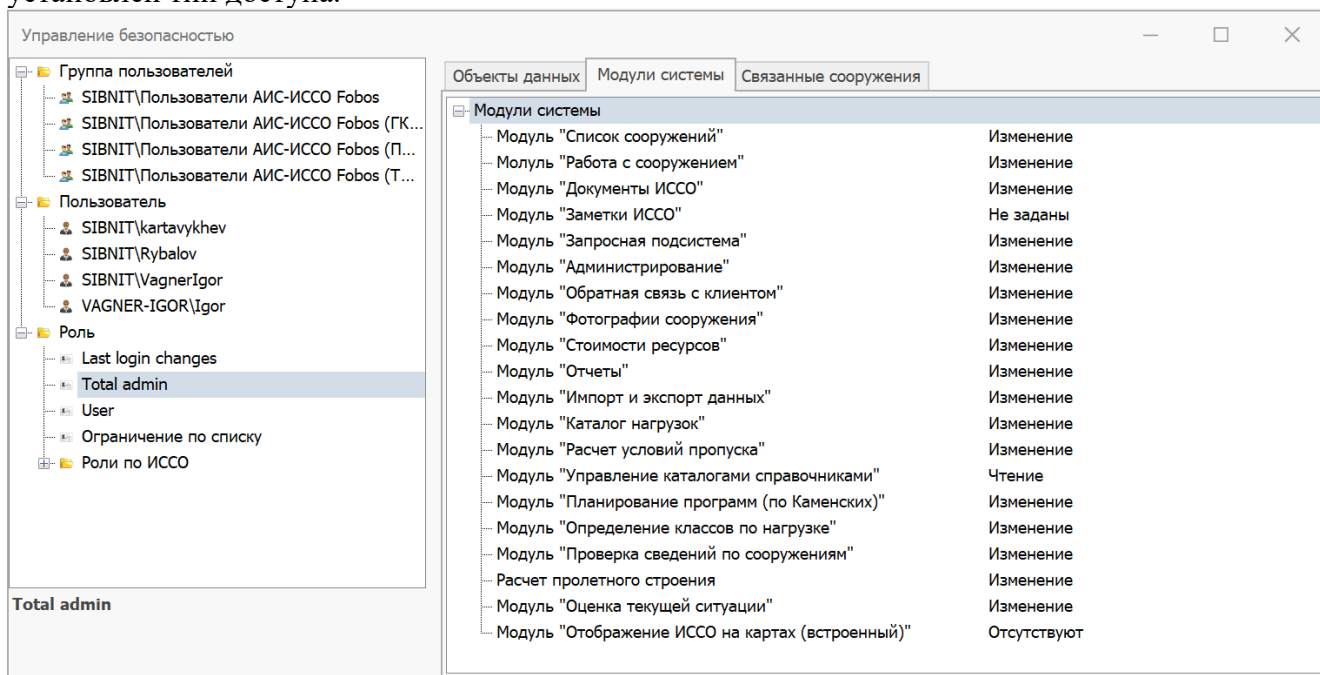 установлен тип доступа.
Управление безопасностью
Группа пользователей
SIBNIT\Пользователи АИС-ИССО Fobos
SIBNIT\Пользователи АИС-ИССО Fobos (ГК...
SIBNIT\Пользователи АИС-ИССО Fobos (П...
SIBNIT\Пользователи АИС-ИССО Fobos (Т...
Пользователь
SIBNIT\kartavykhev
SIBNIT\Rybalov
SIBNIT\VagnerIgor
VAGNER-IGOR\Igor
Роль
Last login changes
Total admin
User
Ограничение по списку
Роли по ИССО
Total admin
Объекты данных Модули системы Связанные сооружения
Модули системы
Модуль "Список сооружений" Изменение
Молуль "Работа с сооружением" Изменение
Модуль "Документы ИССО" Изменение
Модуль "Заметки ИССО" Не заданы
Модуль "Запросная подсистема" Изменение
Модуль "Администрирование" Изменение
Модуль "Обратная связь с клиентом" Изменение
Модуль "Фотографии сооружения" Изменение
Модуль "Стоимости ресурсов" Изменение
Модуль "Отчеты" Изменение
Модуль "Импорт и экспорт данных" Изменение
Модуль "Каталог нагрузок" Изменение
Модуль "Расчет условий пропуска" Изменение
Модуль "Управление каталогами справочниками" Чтение
Модуль "Планирование программ (по Каменских)" Изменение
Модуль "Определение классов по нагрузке" Изменение
Модуль "Проверка сведений по сооружениям" Изменение
Расчет пролетного строения Изменение
Модуль "Оценка текущей ситуации" Изменение
Модуль "Отображение ИССО на картах (встроенный)" Отсутствуют